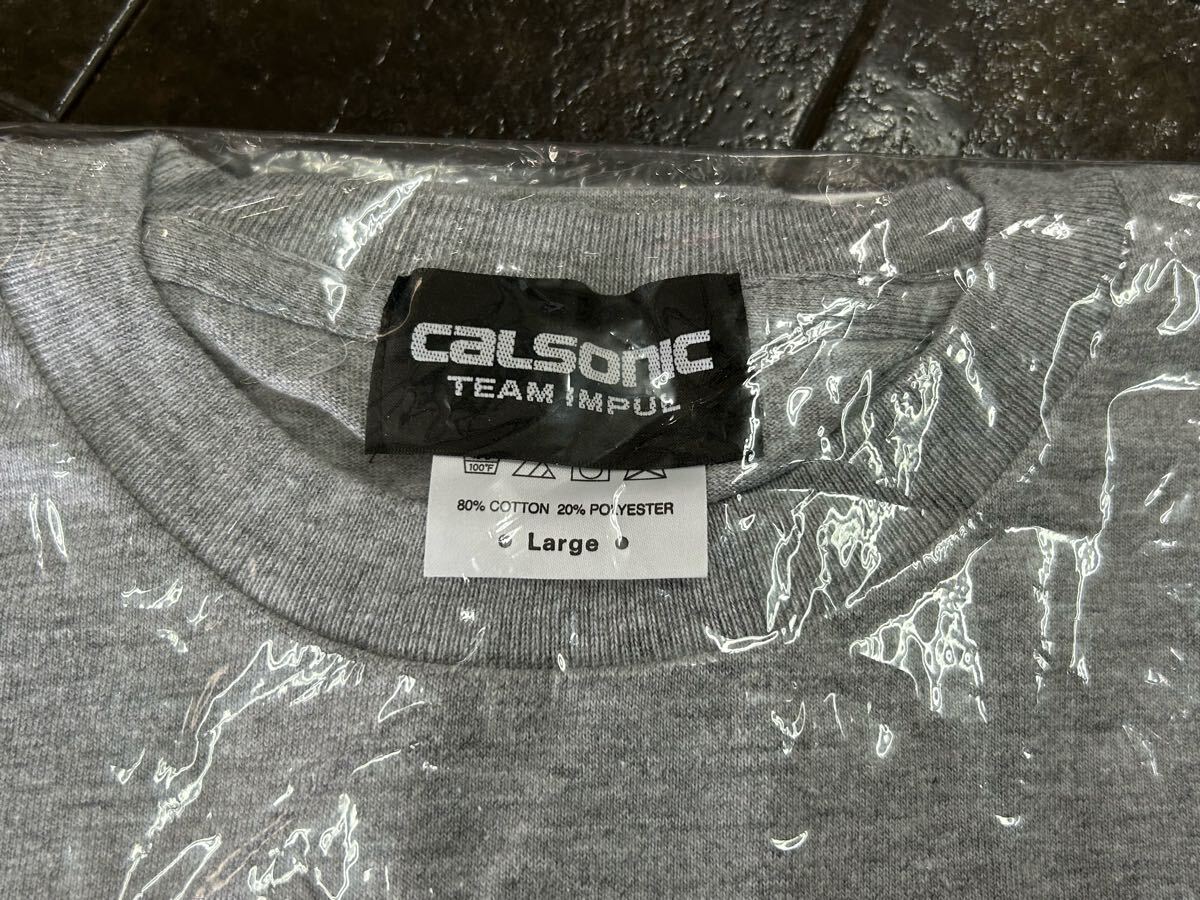 calsonic
TEAM IMPUL
100°F
80% COTTON 20% POLYESTER
• Large •